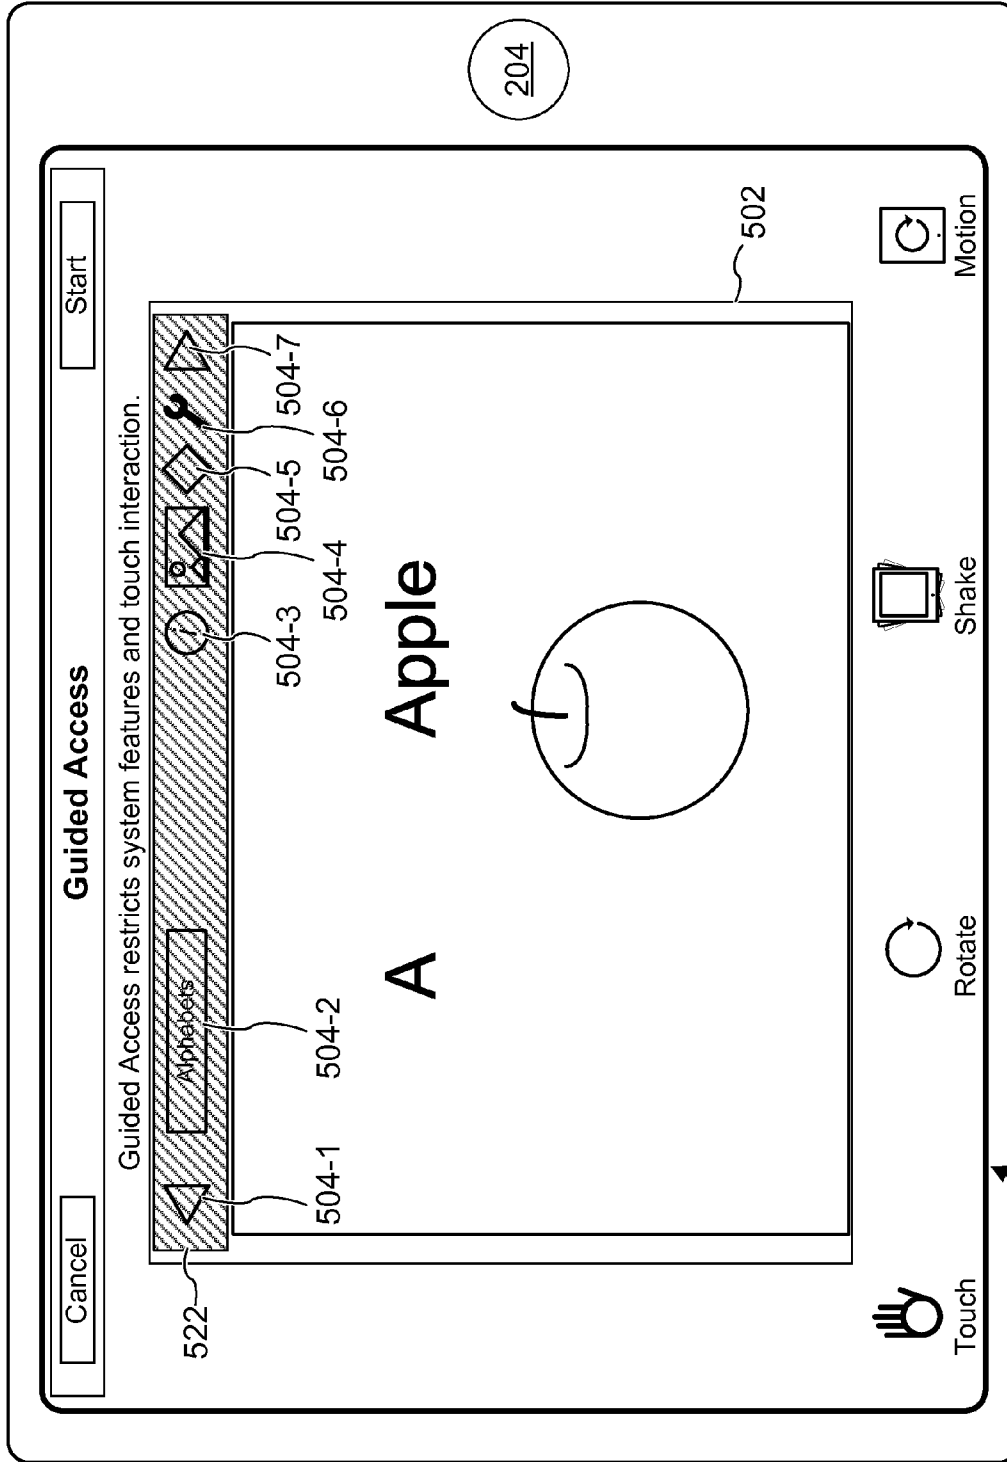 Cancel
Guided Access
Start
Guided Access restricts system features and touch interaction.
522
Alphabets
504-1
504-2
504-3
504-4
504-5
504-6
504-7
A
Apple
502
204
Touch
Rotate
Shake
Motion